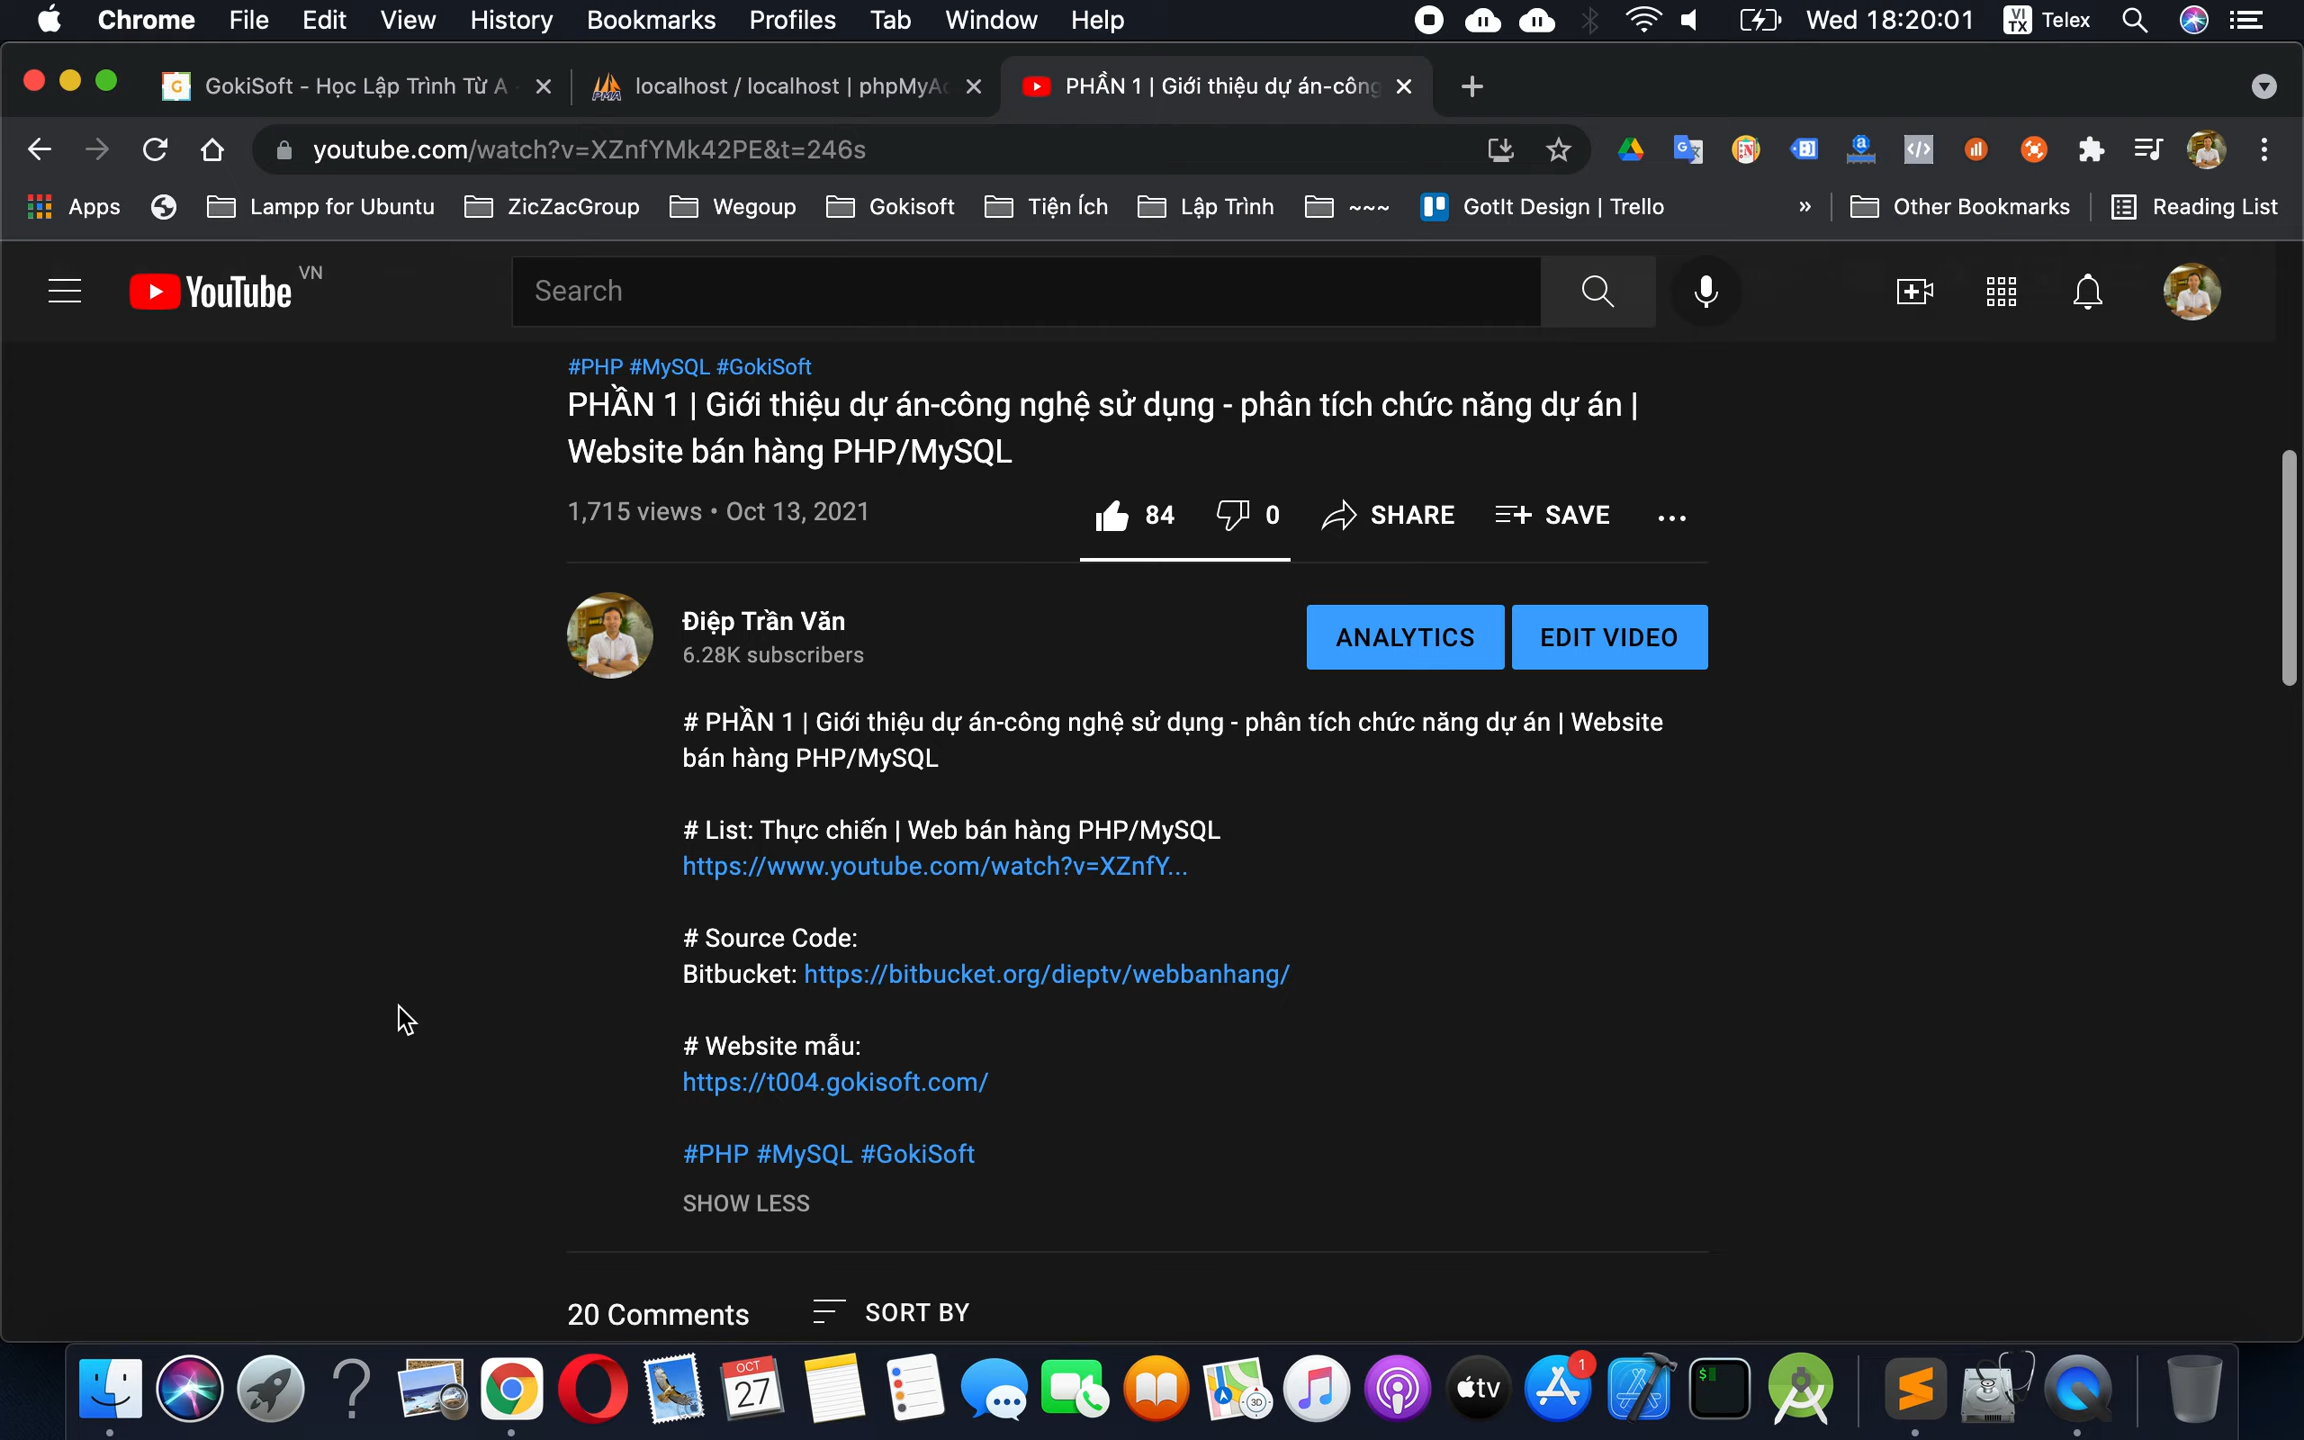 Chrome File Edit View History Bookmarks Profiles Tab Window Help Wed 18:20:01 VI TX Telex
GokiSoft - Học Lập Trình Từ A localhost / localhost | phpMyAc PHẦN 1 | Giới thiệu dự án-công
youtube.com/watch?v=XZnfYMk42PE&t=246s
Apps Lampp for Ubuntu ZicZacGroup Wegoup Gokisoft Tiện Ích Lập Trình ~~~ GotIt Design | Trello » Other Bookmarks Reading List
YouTube VN Search
#PHP #MySQL #GokiSoft
PHẦN 1 | Giới thiệu dự án-công nghệ sử dụng - phân tích chức năng dự án |
Website bán hàng PHP/MySQL
1,715 views • Oct 13, 2021 84 0 SHARE SAVE ...
Điệp Trần Văn
6.28K subscribers
ANALYTICS EDIT VIDEO
# PHẦN 1 | Giới thiệu dự án-công nghệ sử dụng - phân tích chức năng dự án | Website
bán hàng PHP/MySQL
# List: Thực chiến | Web bán hàng PHP/MySQL
https://www.youtube.com/watch?v=XZnfY...
# Source Code:
Bitbucket: https://bitbucket.org/dieptv/webbanhang/
# Website mẫu:
https://t004.gokisoft.com/
#PHP #MySQL #GokiSoft
SHOW LESS
20 Comments SORT BY
OCT
27
3D
tv
1
$